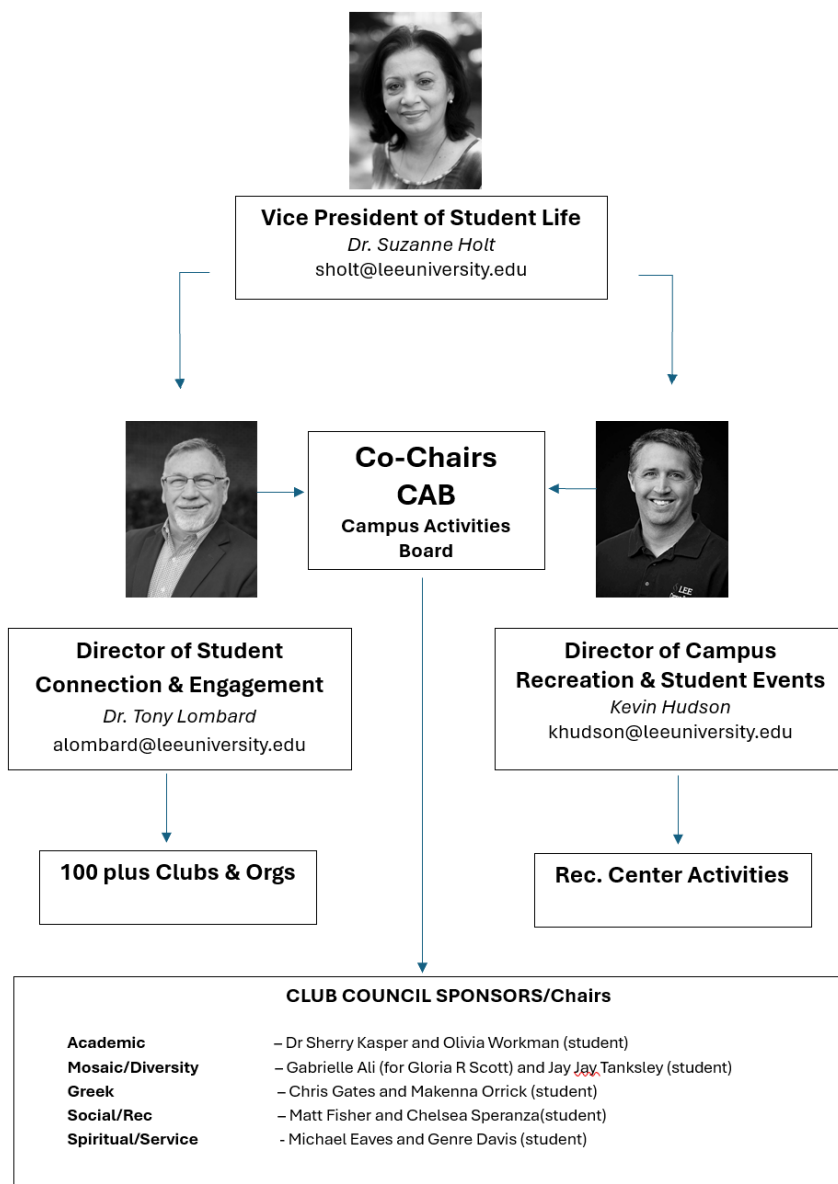 Vice President of Student Life
Dr. Suzanne Holt
sholt@leeuniversity.edu
Co-Chairs
CAB
Campus Activities
Board
LEE
Director of Student
Connection & Engagement
Dr. Tony Lombard
alombard@leeuniversity.edu
Director of Campus
Recreation & Student Events
Kevin Hudson
khudson@leeuniversity.edu
100 plus Clubs & Orgs
Rec. Center Activities
CLUB COUNCIL SPONSORS/Chairs
Academic – Dr Sherry Kasper and Olivia Workman (student)
Mosaic/Diversity – Gabrielle Ali (for Gloria R Scott) and Jay Jay Tanksley (student)
Greek – Chris Gates and Makenna Orrick (student)
Social/Rec – Matt Fisher and Chelsea Speranza(student)
Spiritual/Service - Michael Eaves and Genre Davis (student)